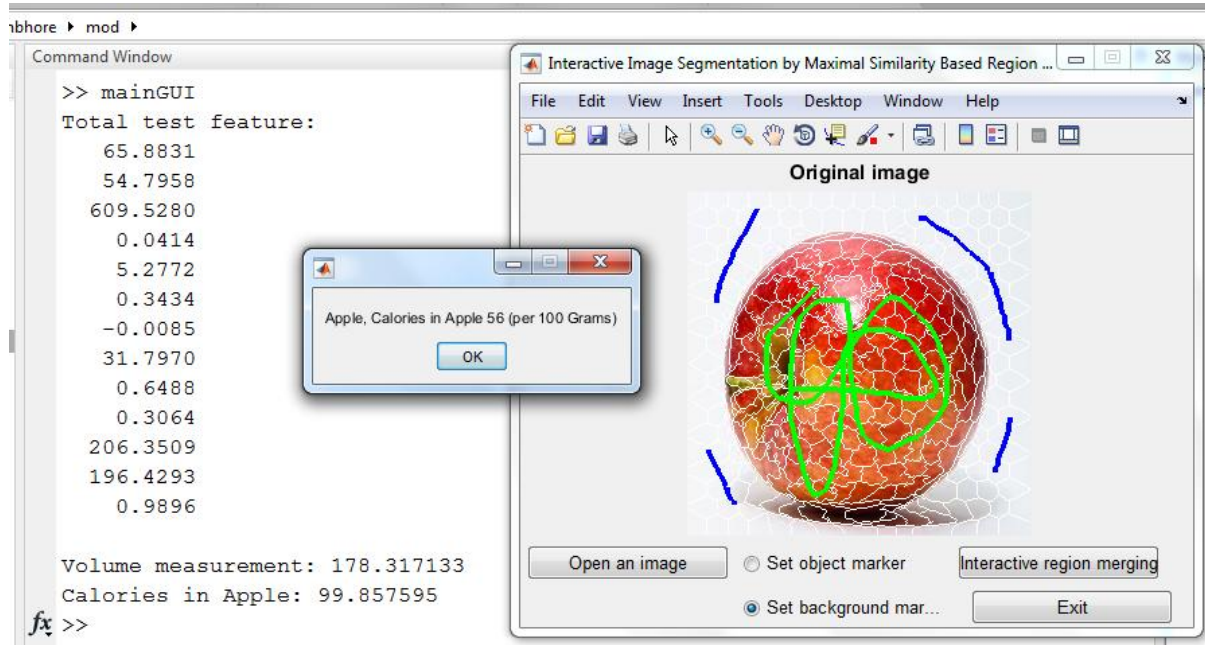 nbhore ▸ mod ▸
Command Window
>> mainGUI
Total test feature:
65.8831
54.7958
609.5280
0.0414
5.2772
0.3434
-0.0085
31.7970
0.6488
0.3064
206.3509
196.4293
0.9896
Volume measurement: 178.317133
Calories in Apple: 99.857595
fx >>
Apple, Calories in Apple 56 (per 100 Grams)
OK
Interactive Image Segmentation by Maximal Similarity Based Region ...
File Edit View Insert Tools Desktop Window Help
Original image
Open an image
Set object marker
Interactive region merging
Set background mar...
Exit